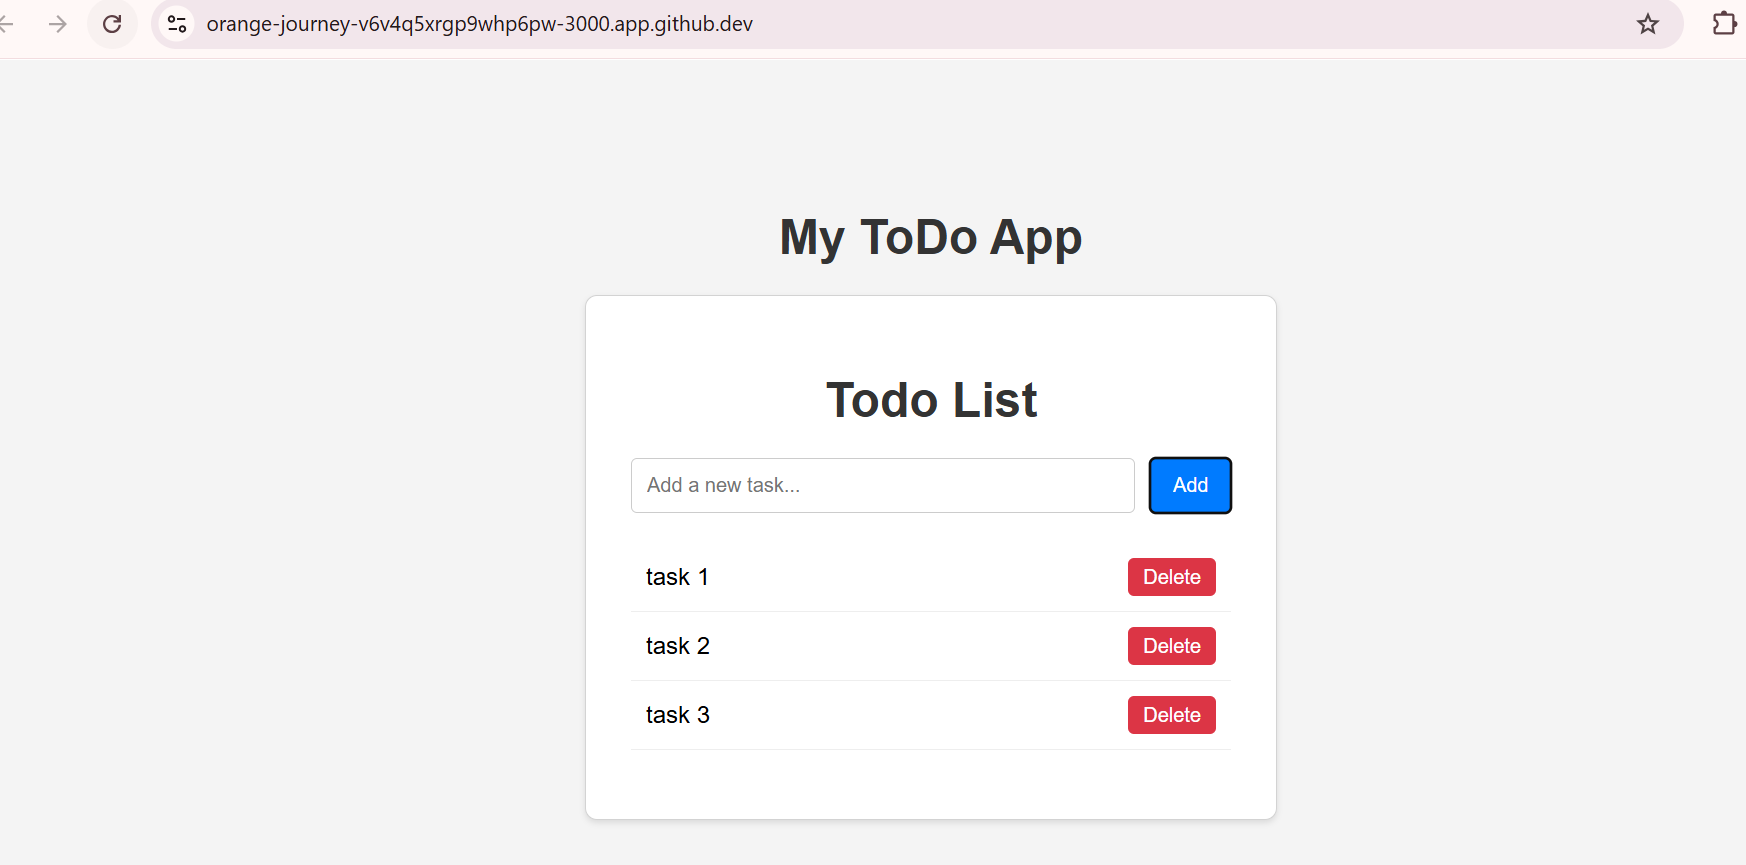 orange-journey-v6v4q5xrgp9whp6pw-3000.app.github.dev
My ToDo App
Todo List
Add a new task...
Add
task 1
Delete
task 2
Delete
task 3
Delete